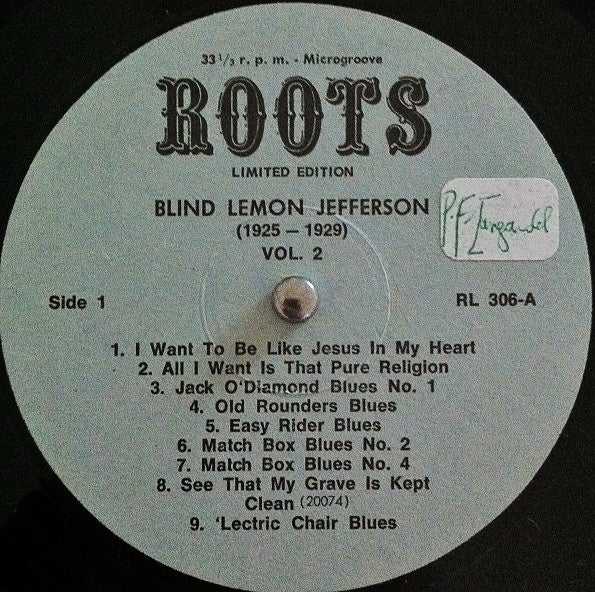 33 1/3 r. p. m. - Microgroove
ROOTS
LIMITED EDITION
BLIND LEMON JEFFERSON
(1925 — 1929)
VOL. 2
P.F.
Side 1
RL 306-A
1. I Want To Be Like Jesus In My Heart
2. All I Want Is That Pure Religion
3. Jack O'Diamond Blues No. 1
4. Old Rounders Blues
5. Easy Rider Blues
6. Match Box Blues No. 2
7. Match Box Blues No. 4
8. See That My Grave Is Kept
Clean (20074)
9. 'Lectric Chair Blues